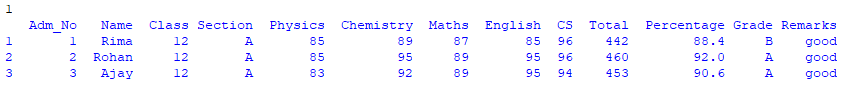 1
Adm_No Name Class Section Physics Chemistry Maths English CS Total Percentage Grade Remarks
1 1 Rima 12 A 85 89 87 85 96 442 88.4 B good
2 2 Rohan 12 A 85 95 89 95 96 460 92.0 A good
3 3 Ajay 12 A 83 92 89 95 94 453 90.6 A good